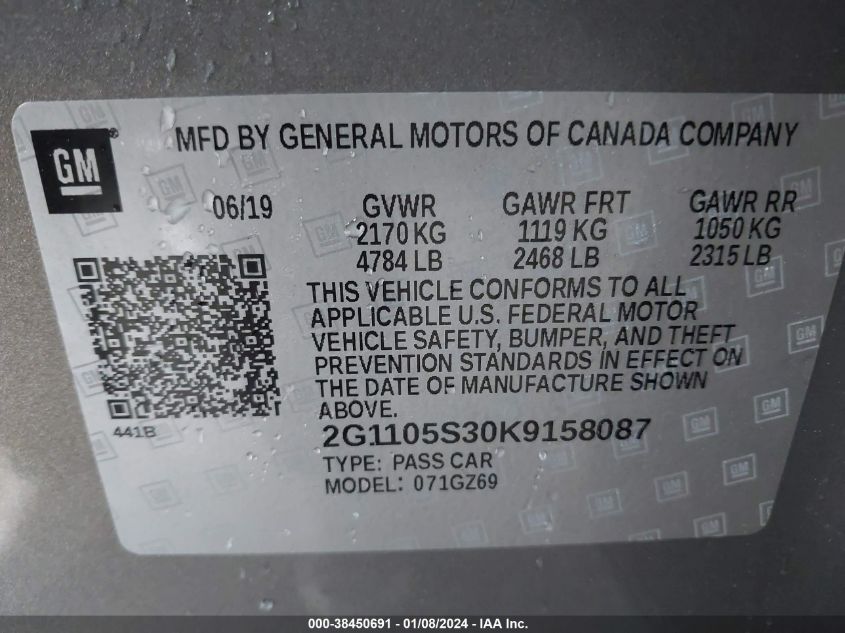 GM
MFD BY GENERAL MOTORS OF CANADA COMPANY
06/19 GVWR GAWR FRT GAWR RR
2170 KG 1119 KG 1050 KG
4784 LB 2468 LB 2315 LB
THIS VEHICLE CONFORMS TO ALL
APPLICABLE U.S. FEDERAL MOTOR
VEHICLE SAFETY, BUMPER, AND THEFT
PREVENTION STANDARDS IN EFFECT ON
THE DATE OF MANUFACTURE SHOWN
ABOVE.
441B
2G1105S30K9158087
TYPE: PASS CAR
MODEL: 071GZ69
000-38450691 - 01/08/2024 - IAA Inc.